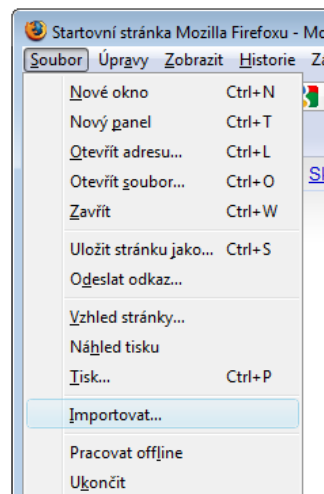 Startovní stránka Mozilla Firefoxu - Mo
Soubor Úpravy Zobrazit Historie Zá
Nové okno Ctrl+N
Nový panel Ctrl+T
Otevřít adresu... Ctrl+L
Otevřít soubor... Ctrl+O
Zavřít Ctrl+W
Uložit stránku jako... Ctrl+S
Odeslat odkaz...
Vzhled stránky...
Náhled tisku
Tisk... Ctrl+P
Importovat...
Pracovat offline
Ukončit